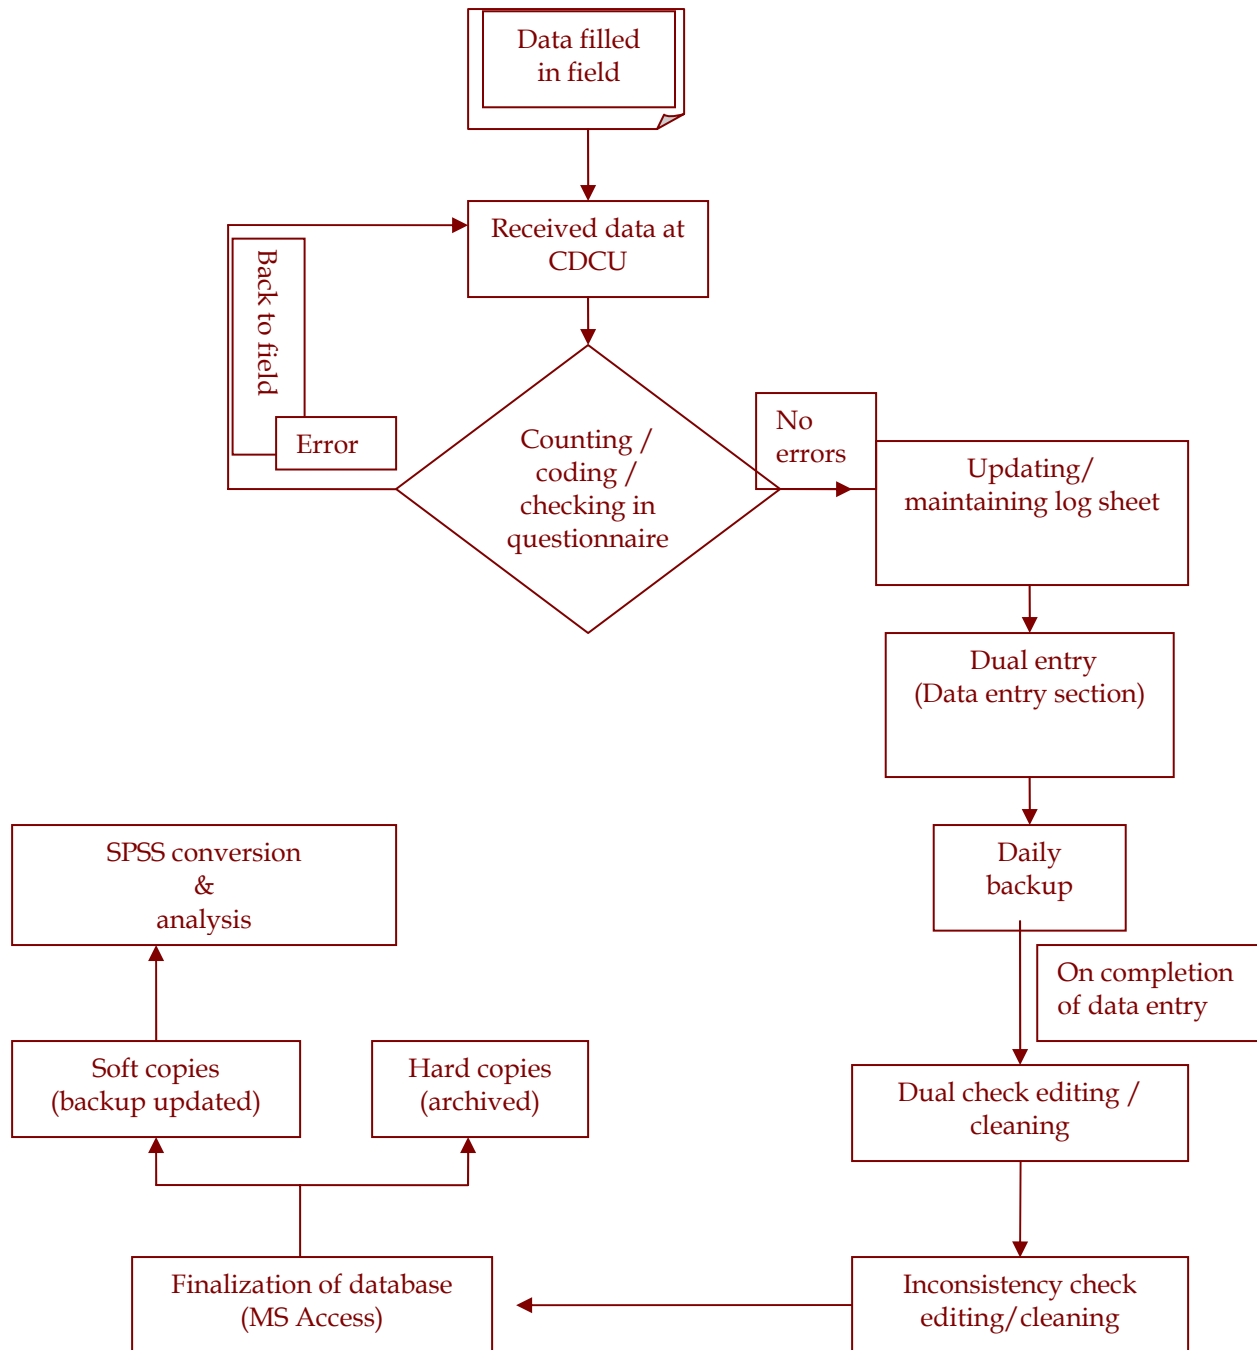 Data filled
in field
Received data at
CDCU
Back to field
Error
Counting /
coding /
checking in
questionnaire
No
errors
Updating/
maintaining log sheet
Dual entry
(Data entry section)
Daily
backup
On completion
of data entry
Dual check editing /
cleaning
Inconsistency check
editing/cleaning
Finalization of database
(MS Access)
Soft copies
(backup updated)
Hard copies
(archived)
SPSS conversion
&
analysis